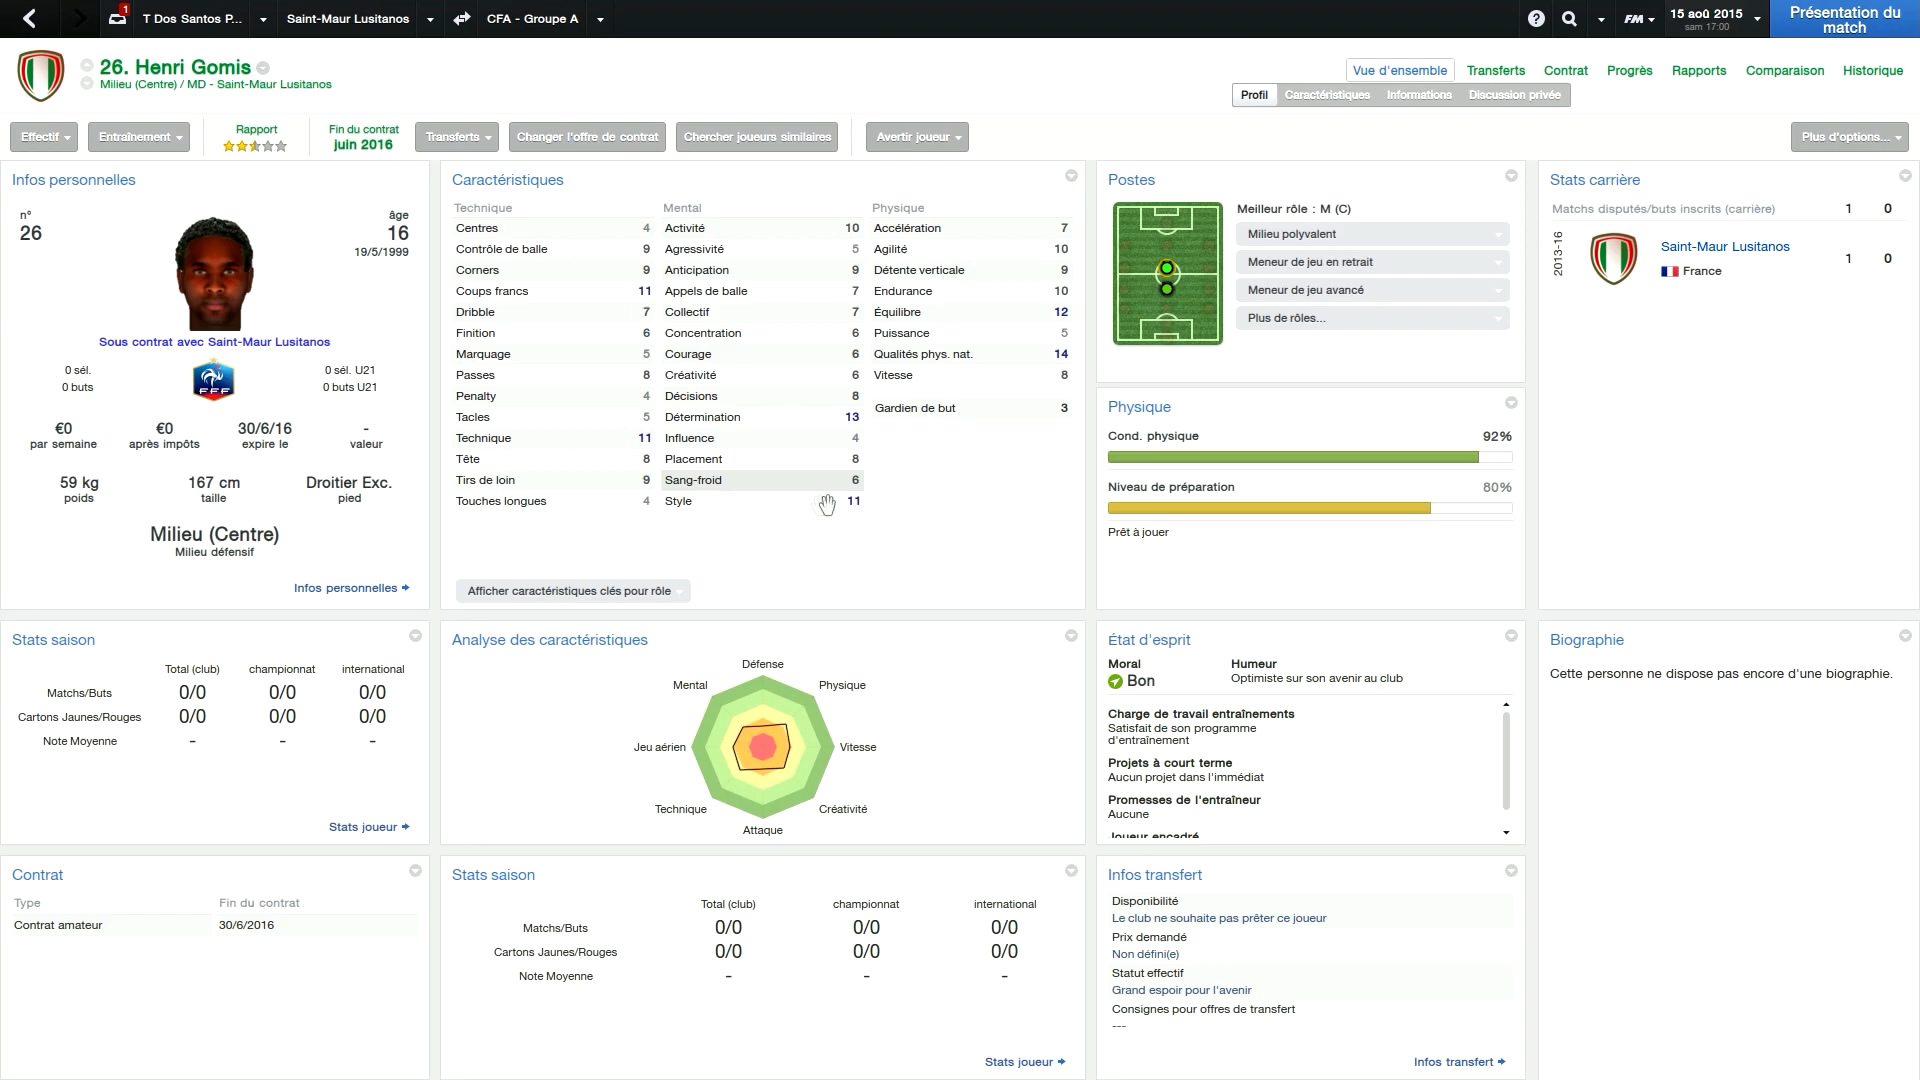 1
T Dos Santos P...
Saint-Maur Lusitanos
CFA - Groupe A
?
FM
15 aoû 2015
sam 17:00
Présentation du
match
26. Henri Gomis
Milieu (Centre) / MD - Saint-Maur Lusitanos
Vue d'ensemble Transferts Contrat Progrès Rapports Comparaison Historique
Profil Caractéristiques Informations Discussion privée
Effectif
Entraînement
Rapport
Fin du contrat
juin 2016
Transferts
Changer l'offre de contrat
Chercher joueurs similaires
Avertir joueur
Plus d'options...
Infos personnelles
n°
26
âge
16
19/5/1999
Sous contrat avec Saint-Maur Lusitanos
0 sél.
0 buts
FFF
0 sél. U21
0 buts U21
€0
par semaine
€0
après impôts
30/6/16
expire le
-
valeur
59 kg
poids
167 cm
taille
Droitier Exc.
pied
Milieu (Centre)
Milieu défensif
Infos personnelles
Caractéristiques
Technique Mental Physique
Centres 4 Activité 10 Accélération 7
Contrôle de balle 9 Agressivité 5 Agilité 10
Corners 9 Anticipation 9 Détente verticale 9
Coups francs 11 Appels de balle 7 Endurance 10
Dribble 7 Collectif 7 Équilibre 12
Finition 6 Concentration 6 Puissance 5
Marquage 5 Courage 6 Qualités phys. nat. 14
Passes 8 Créativité 6 Vitesse 8
Penalty 4 Décisions 8
Gardien de but 3
Tacles 5 Détermination 13
Technique 11 Influence 4
Tête 8 Placement 8
Tirs de loin 9 Sang-froid 6
Touches longues 4 Style 11
Afficher caractéristiques clés pour rôle
Postes
Meilleur rôle : M (C)
Milieu polyvalent
Meneur de jeu en retrait
Meneur de jeu avancé
Plus de rôles...
Physique
Cond. physique 92%
Niveau de préparation 80%
Prêt à jouer
Stats carrière
Matchs disputés/buts inscrits (carrière) 1 0
2013-16
Saint-Maur Lusitanos
France
1 0
Stats saison
Total (club) championnat international
Matchs/Buts 0/0 0/0 0/0
Cartons Jaunes/Rouges 0/0 0/0 0/0
Note Moyenne - - -
Stats joueur
Analyse des caractéristiques
Défense
Mental
Physique
Jeu aérien
Vitesse
Technique
Créativité
Attaque
État d'esprit
Moral
Bon
Humeur
Optimiste sur son avenir au club
Charge de travail entraînements
Satisfait de son programme
d'entraînement
Projets à court terme
Aucun projet dans l'immédiat
Promesses de l'entraîneur
Aucune
Joueur encadré
Biographie
Cette personne ne dispose pas encore d'une biographie.
Contrat
Type Fin du contrat
Contrat amateur 30/6/2016
Stats saison
Total (club) championnat international
Matchs/Buts 0/0 0/0 0/0
Cartons Jaunes/Rouges 0/0 0/0 0/0
Note Moyenne - - -
Stats joueur
Infos transfert
Disponibilité
Le club ne souhaite pas prêter ce joueur
Prix demandé
Non défini(e)
Statut effectif
Grand espoir pour l'avenir
Consignes pour offres de transfert
---
Infos transfert